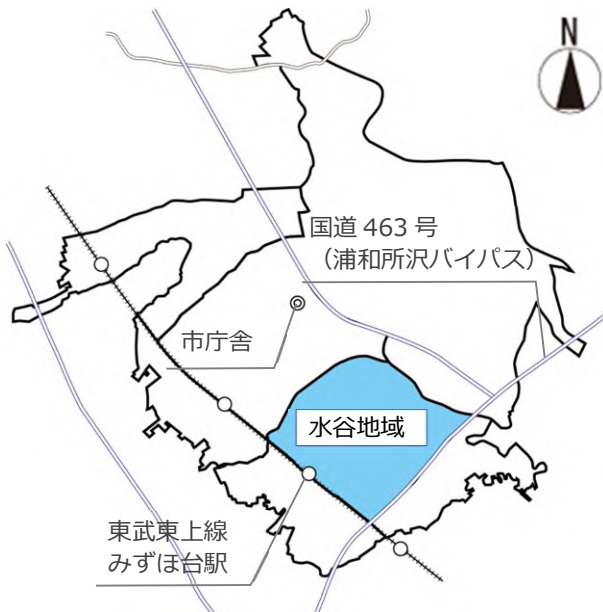 N
国道 463 号
（浦和所沢バイパス）
市庁舎
水谷地域
東武東上線
みずほ台駅